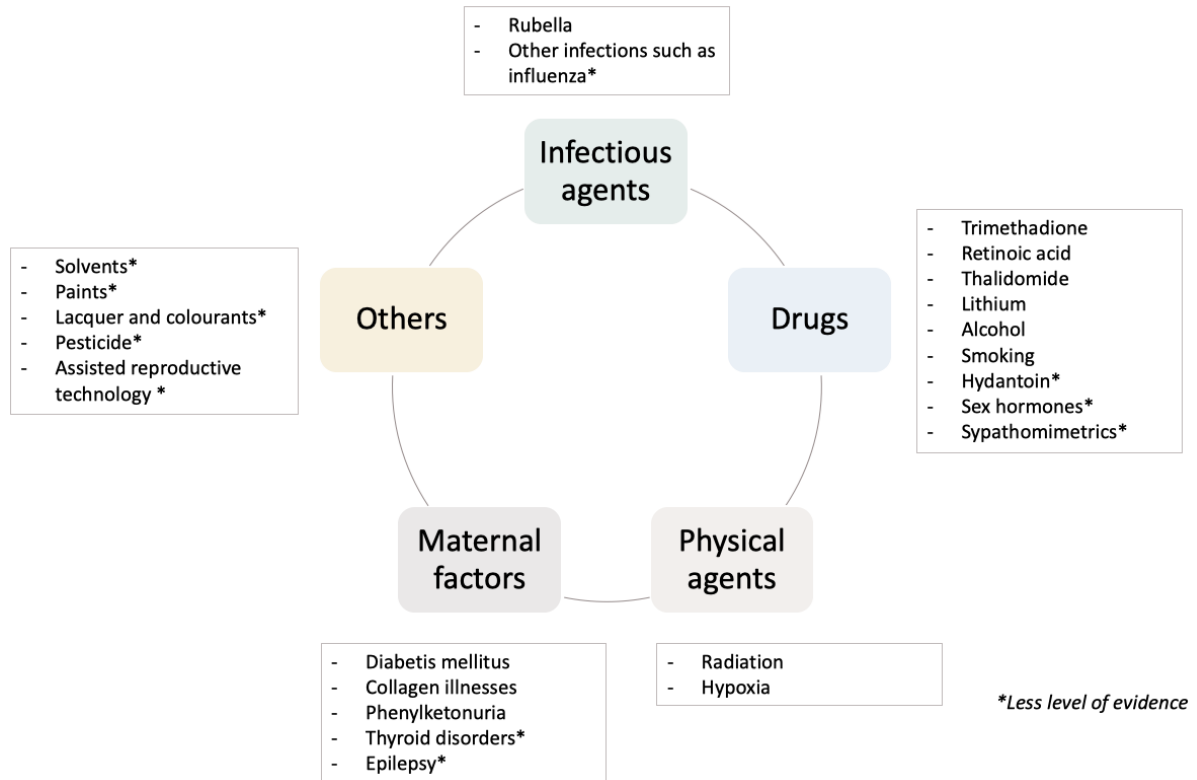 - Rubella
- Other infections such as
influenza*
Infectious
agents
- Trimethadione
- Retinoic acid
- Thalidomide
- Lithium
- Alcohol
- Smoking
- Hydantoin*
- Sex hormones*
- Sypathomimetrics*
Drugs
- Solvents*
- Paints*
- Lacquer and colourants*
- Pesticide*
- Assisted reproductive
technology *
Others
Maternal
factors
Physical
agents
- Diabetis mellitus
- Collagen illnesses
- Phenylketonuria
- Thyroid disorders*
- Epilepsy*
- Radiation
- Hypoxia
*Less level of evidence